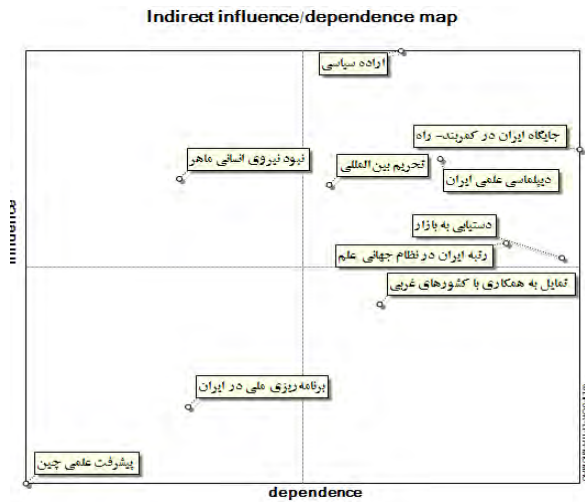 Indirect influence/dependence map
اراده سیاسی
جایگاه ایران در کمربند- راه
نبود نیروی انسانی ماهر
تحریم بین المللی
دیپلماسی علمی ایران
دستیابی به بازار
رتبه ایران در نظام جهانی علم
تمایل به همکاری با کشورهای غربی
برنامه ریزی ملی در ایران
پیشرفت علمی چین
influence
dependence